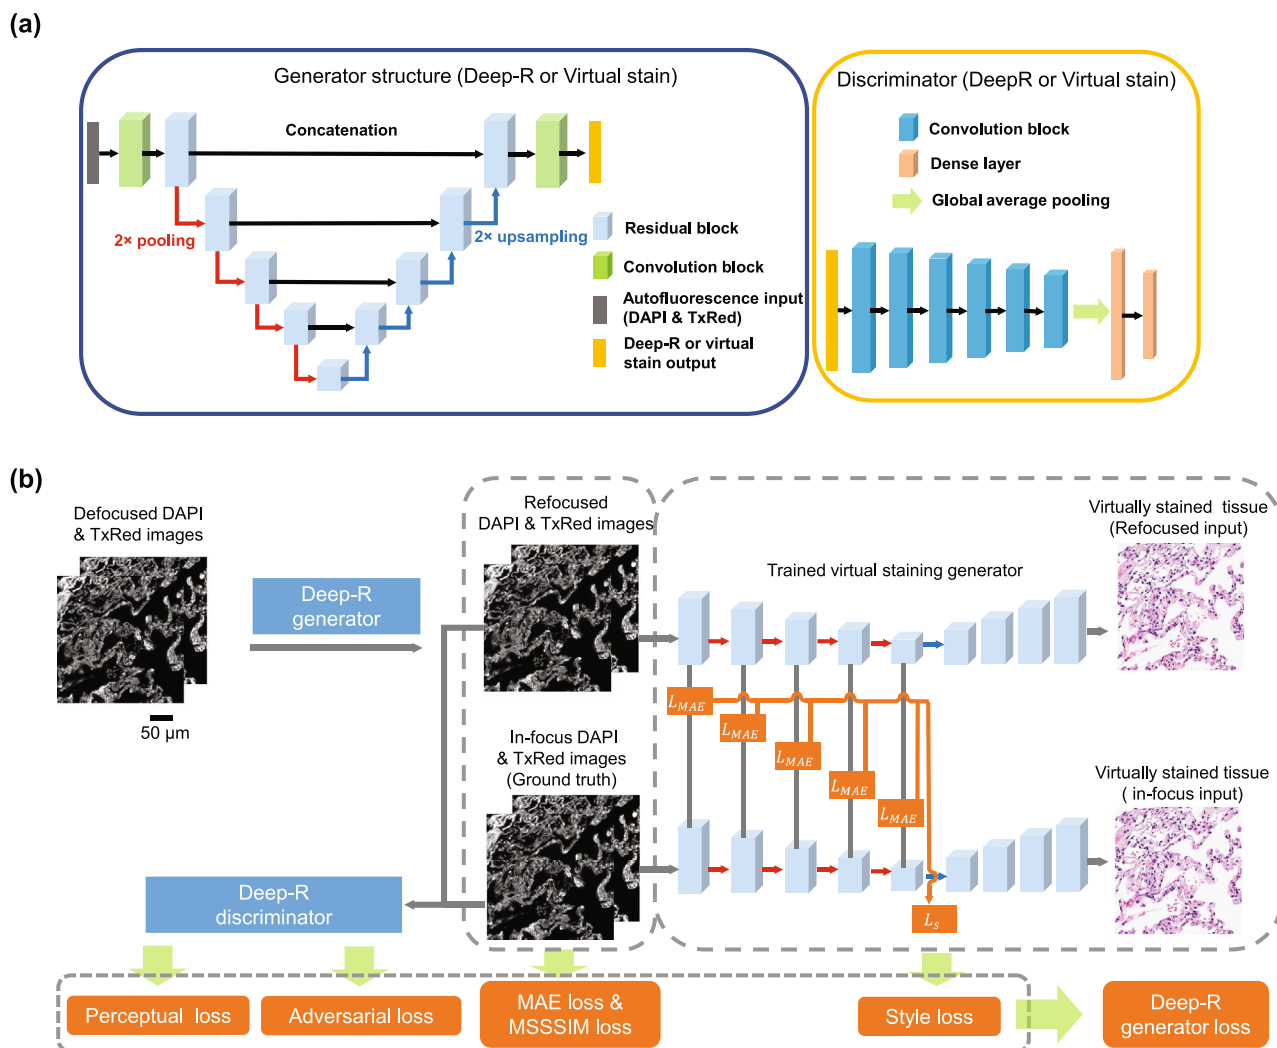 (a)
Generator structure (Deep-R or Virtual stain)
Concatenation
2× pooling
2× upsampling
Residual block
Convolution block
Autofluorescence input
(DAPI & TxRed)
Deep-R or virtual
stain output
Discriminator (DeepR or Virtual stain)
Convolution block
Dense layer
Global average pooling
(b)
Defocused DAPI
& TxRed images
50 μm
Deep-R
generator
Refocused
DAPI & TxRed images
In-focus DAPI
& TxRed images
(Ground truth)
Deep-R
discriminator
Trained virtual staining generator
L_MAE
L_MAE
L_MAE
L_MAE
L_MAE
L_s
Virtually stained tissue
(Refocused input)
Virtually stained tissue
( in-focus input)
Perceptual loss
Adversarial loss
MAE loss &
MSSSIM loss
Style loss
Deep-R
generator loss